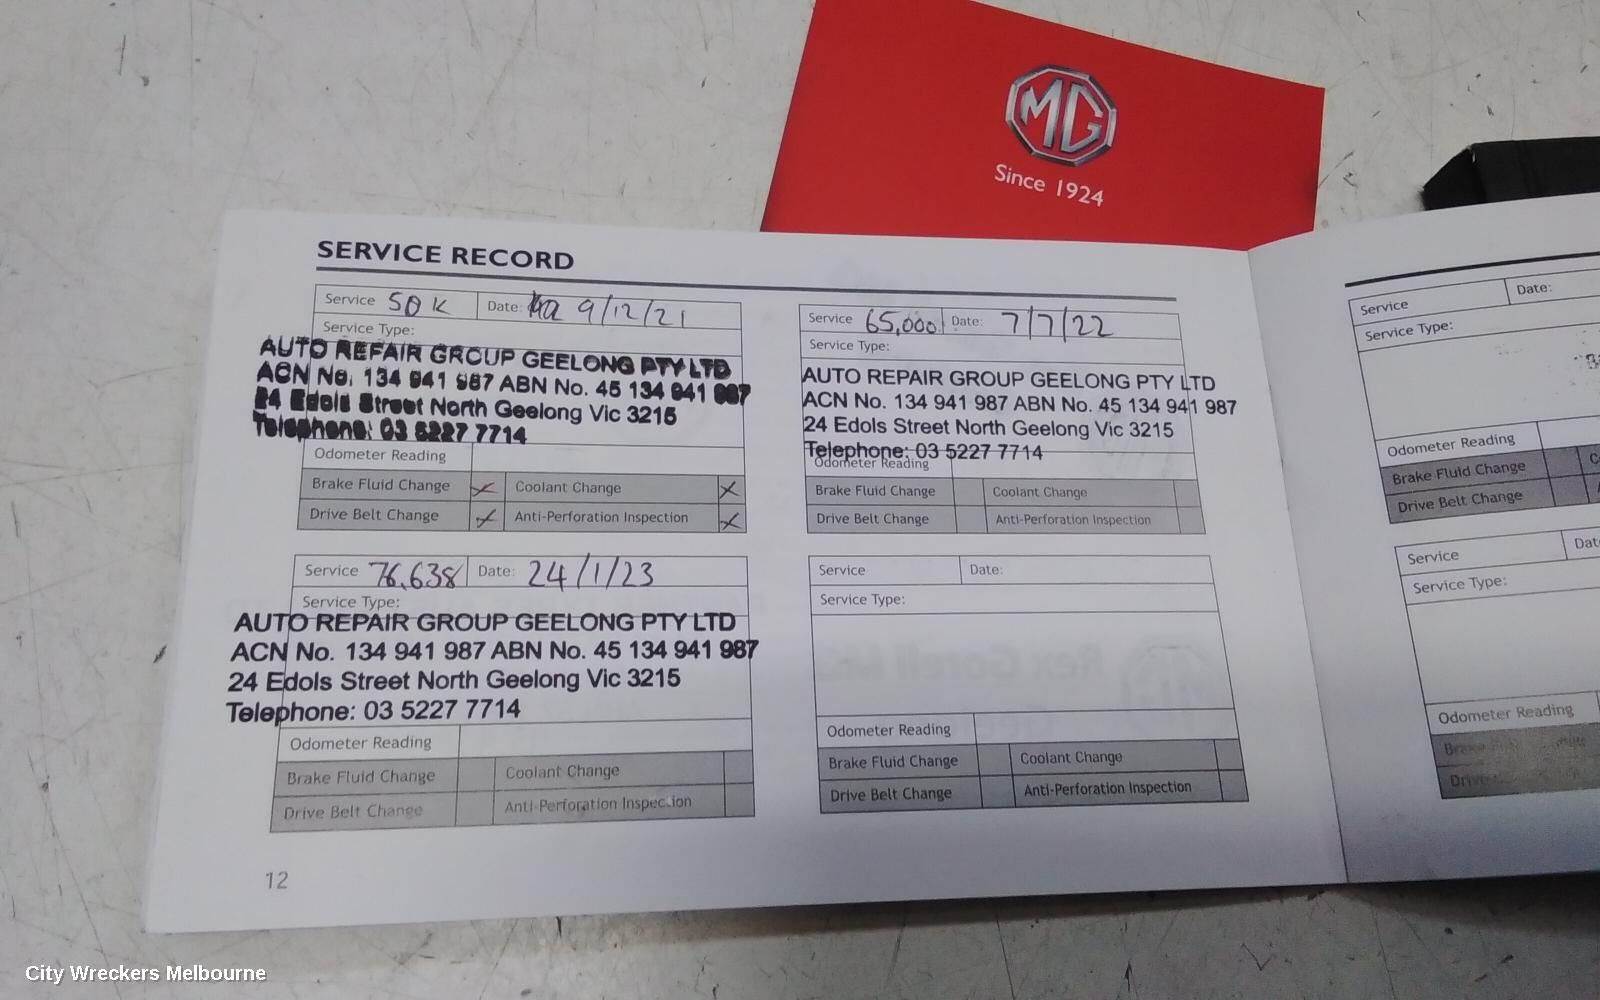 MG
Since 1924
SERVICE RECORD
Service 50 K Date: 9/12/21
Service Type:
AUTO REPAIR GROUP GEELONG PTY LTD
ACN No. 134 941 987 ABN No. 45 134 941 987
24 Edols Street North Geelong Vic 3215
Telephone: 03 5227 7714
Odometer Reading
Brake Fluid Change X Coolant Change X
Drive Belt Change X Anti-Perforation Inspection X
Service 65,000 Date: 7/7/22
Service Type:
AUTO REPAIR GROUP GEELONG PTY LTD
ACN No. 134 941 987 ABN No. 45 134 941 987
24 Edols Street North Geelong Vic 3215
Telephone: 03 5227 7714
Odometer Reading
Brake Fluid Change Coolant Change
Drive Belt Change Anti-Perforation Inspection
Service 76,638 Date: 24/1/23
Service Type:
AUTO REPAIR GROUP GEELONG PTY LTD
ACN No. 134 941 987 ABN No. 45 134 941 987
24 Edols Street North Geelong Vic 3215
Telephone: 03 5227 7714
Odometer Reading
Brake Fluid Change Coolant Change
Drive Belt Change Anti-Perforation Inspection
Service Date:
Service Type:
Odometer Reading
Brake Fluid Change Coolant Change
Drive Belt Change Anti-Perforation Inspection
12
Service Date:
Service Type:
Odometer Reading
Brake Fluid Change
Drive Belt Change
Service
Service Type:
Odometer Reading
City Wreckers Melbourne